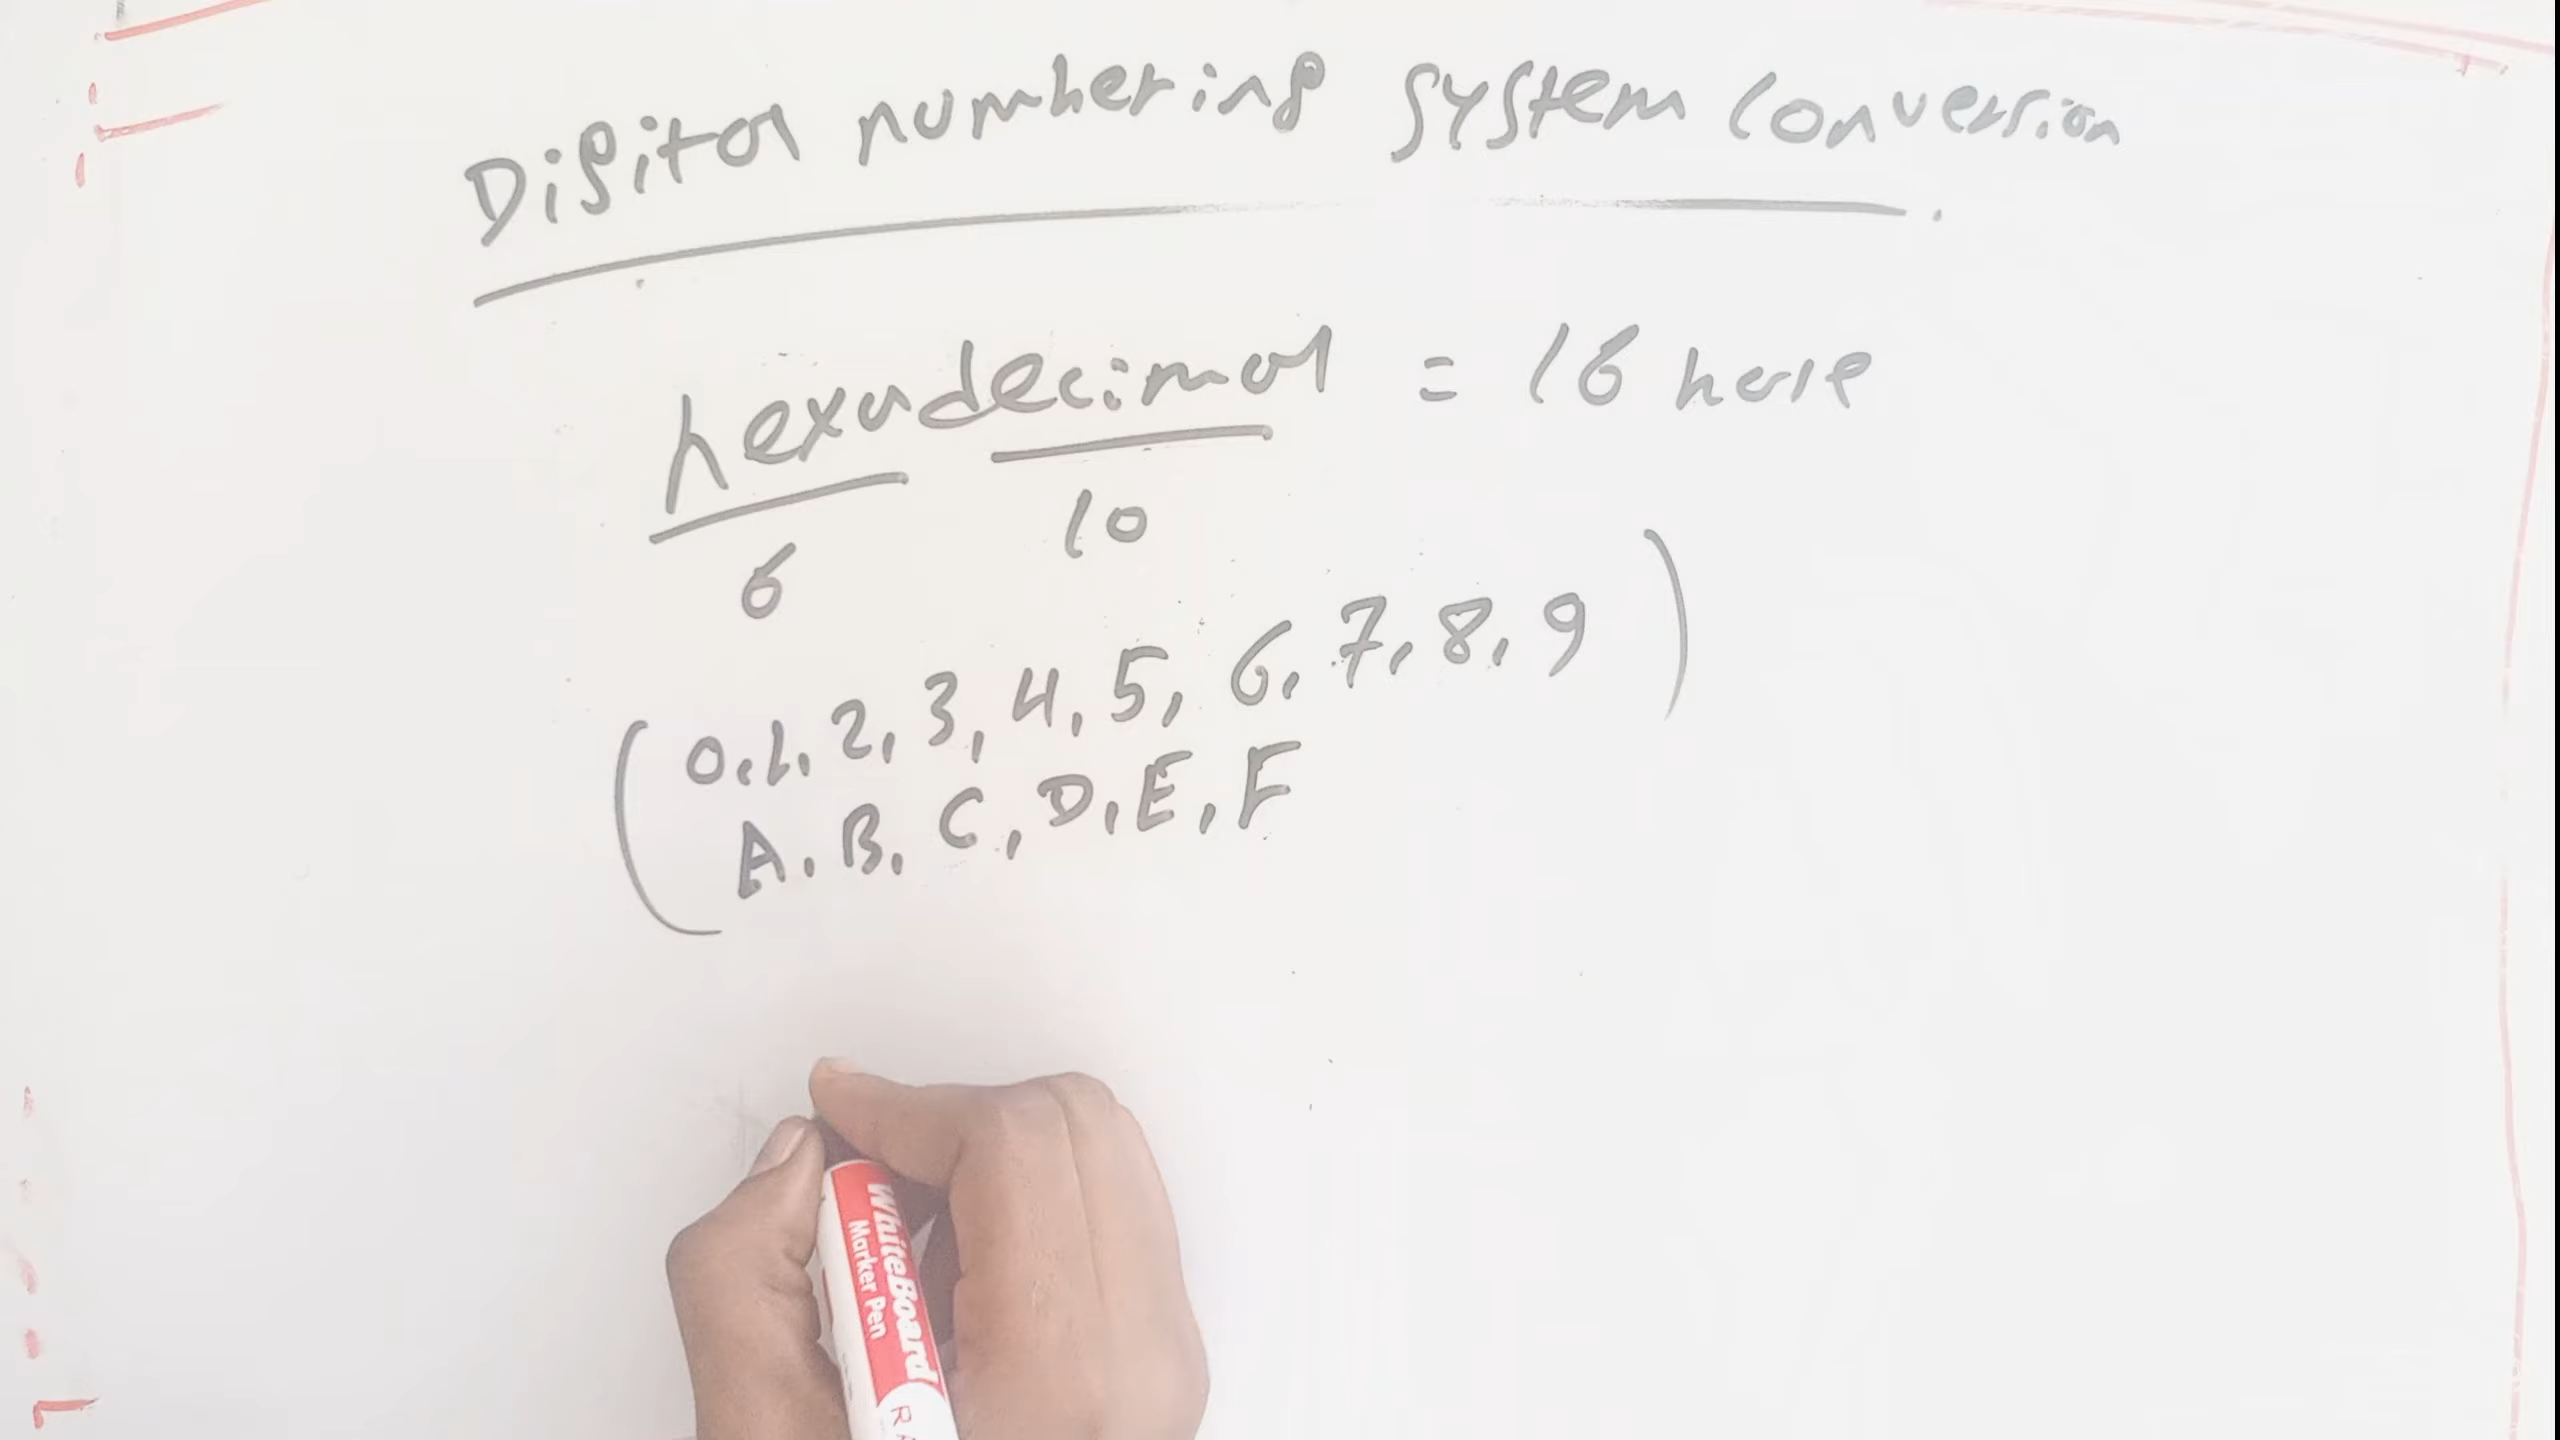 Digital numbering system conversion
hexadecimal = 16 base
6 10
(0,1,2,3,4,5,6,7,8,9)
A,B,C,D,E,F
WhiteBoard
Marker Pen